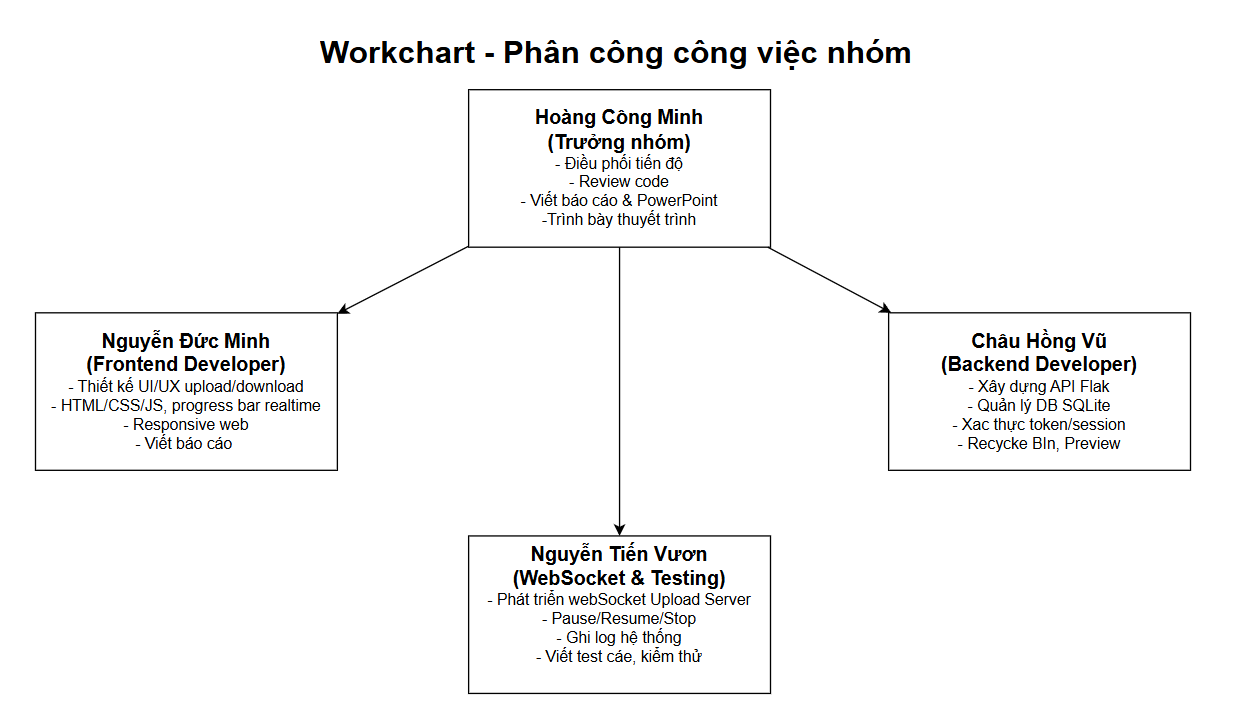 Workchart - Phân công công việc nhóm
Hoàng Công Minh
(Trưởng nhóm)
- Điều phối tiến độ
- Review code
- Viết báo cáo & PowerPoint
-Trình bày thuyết trình
Nguyễn Đức Minh
(Frontend Developer)
- Thiết kế UI/UX upload/download
- HTML/CSS/JS, progress bar realtime
- Responsive web
- Viết báo cáo
Châu Hồng Vũ
(Backend Developer)
- Xây dựng API Flak
- Quản lý DB SQLite
- Xac thực token/session
- Recycke BIn, Preview
Nguyễn Tiến Vươn
(WebSocket & Testing)
- Phát triển webSocket Upload Server
- Pause/Resume/Stop
- Ghi log hệ thống
- Viết test cáe, kiểm thử